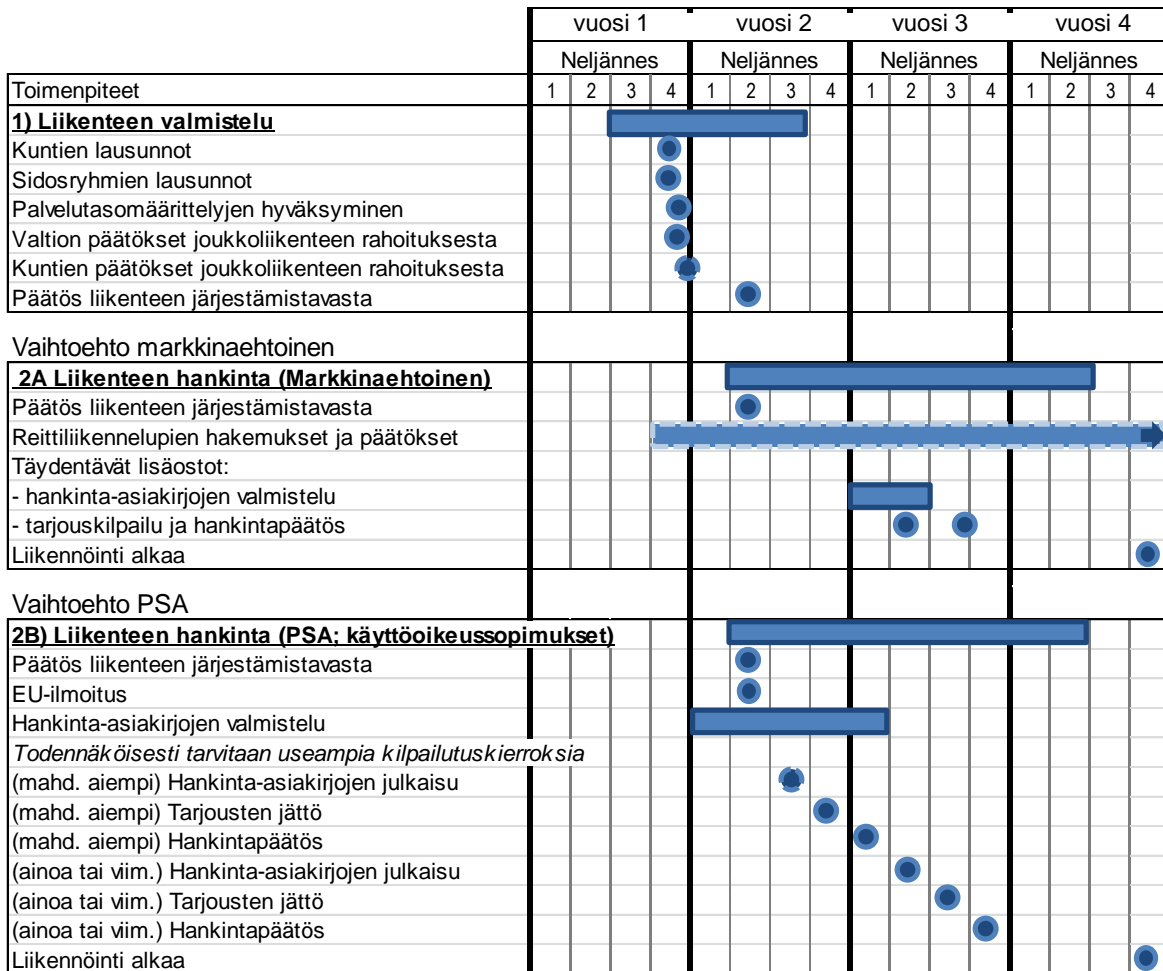 vuosi 1 vuosi 2 vuosi 3 vuosi 4
Neljännes Neljännes Neljännes Neljännes
Toimenpiteet 1 2 3 4 1 2 3 4 1 2 3 4 1 2 3 4
1) Liikenteen valmistelu
Kuntien lausunnot
Sidosryhmien lausunnot
Palvelutasomäärittelyjen hyväksyminen
Valtion päätökset joukkoliikenteen rahoituksesta
Kuntien päätökset joukkoliikenteen rahoituksesta
Päätös liikenteen järjestämistavasta
Vaihtoehto markkinaehtoinen
2A Liikenteen hankinta (Markkinaehtoinen)
Päätös liikenteen järjestämistavasta
Reittiliikennelupien hakemukset ja päätökset
Täydentävät lisäostot:
- hankinta-asiakirjojen valmistelu
- tarjouskilpailu ja hankintapäätös
Liikennöinti alkaa
Vaihtoehto PSA
2B) Liikenteen hankinta (PSA; käyttöoikeussopimukset)
Päätös liikenteen järjestämistavasta
EU-ilmoitus
Hankinta-asiakirjojen valmistelu
Todennäköisesti tarvitaan useampia kilpailutuskierroksia
(mahd. aiempi) Hankinta-asiakirjojen julkaisu
(mahd. aiempi) Tarjousten jättö
(mahd. aiempi) Hankintapäätös
(ainoa tai viim.) Hankinta-asiakirjojen julkaisu
(ainoa tai viim.) Tarjousten jättö
(ainoa tai viim.) Hankintapäätös
Liikennöinti alkaa